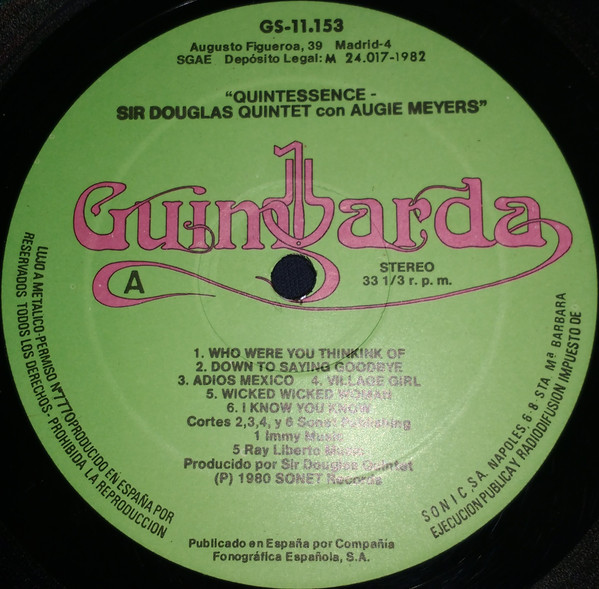 GS-11.153
Augusto Figueroa, 39 Madrid-4
SGAE Depósito Legal: M 24.017-1982
"QUINTESSENCE -
SIR DOUGLAS QUINTET con AUGIE MEYERS"
Guimbarda
A
STEREO
33 1/3 r. p. m.
1. WHO WERE YOU THINKINK OF
2. DOWN TO SAYING GOODBYE
3. ADIOS MEXICO 4. VILLAGE GIRL
5. WICKED WICKED WOMAN
6. I KNOW YOU KNOW
Cortes 2,3,4, y 6 Sonet Publishing
1 Immy Music
5 Ray Liberto Music
Producido por Sir Douglas Quintet
(P) 1980 SONET Records
LUJO A METALICO-PERMISO Nº 770 PRODUCIDO EN ESPAÑA POR
RESERVADOS TODOS LOS DERECHOS. PROHIBIDA LA REPRODUCCION
SONIC, S.A. NAPOLES, 6 8 STA. Mª BARBARA
EJECUCION PUBLICA Y RADIODIFUSION IMPUESTO DE
Publicado en España por Compañía
Fonográfica Española, S.A.